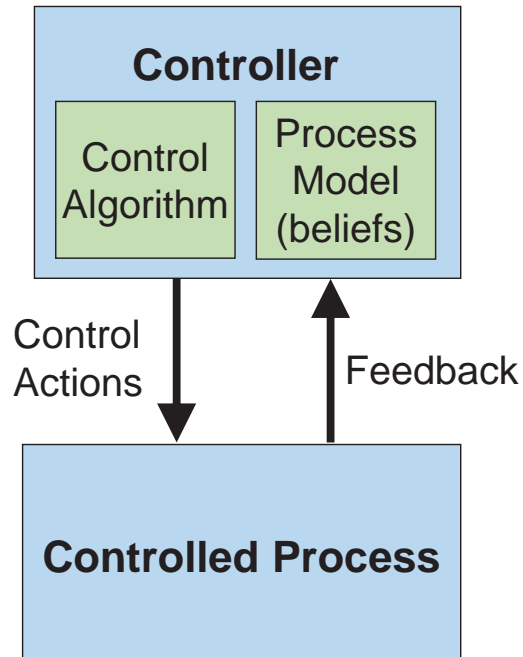 Controller
Control
Algorithm
Process
Model
(beliefs)
Control
Actions
Feedback
Controlled Process